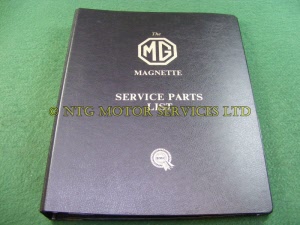 The
MG
MAGNETTE
SERVICE PARTS
LIST
© NTG MOTOR SERVICES LTD